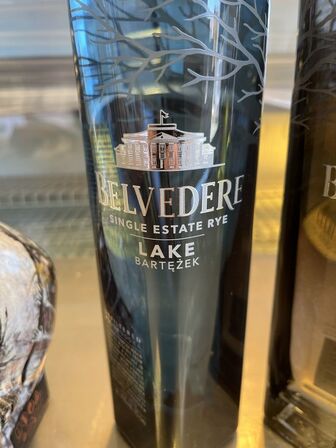 BELVEDERE
SINGLE ESTATE RYE
LAKE
BARTĘŻEK